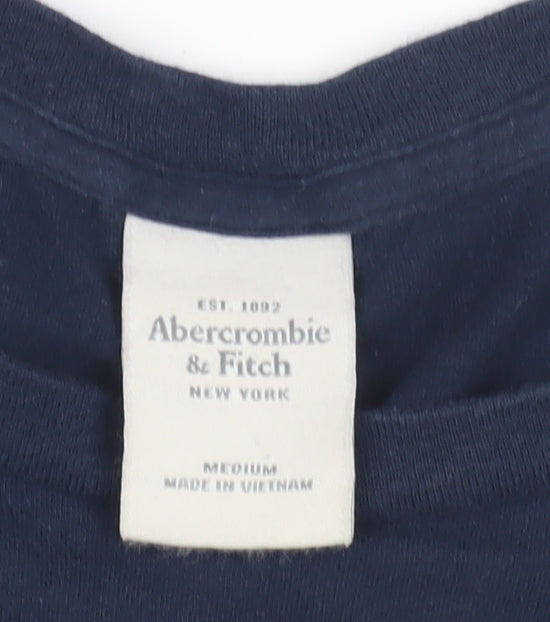 EST. 1892
Abercrombie
& Fitch
NEW YORK
MEDIUM
MADE IN VIETNAM